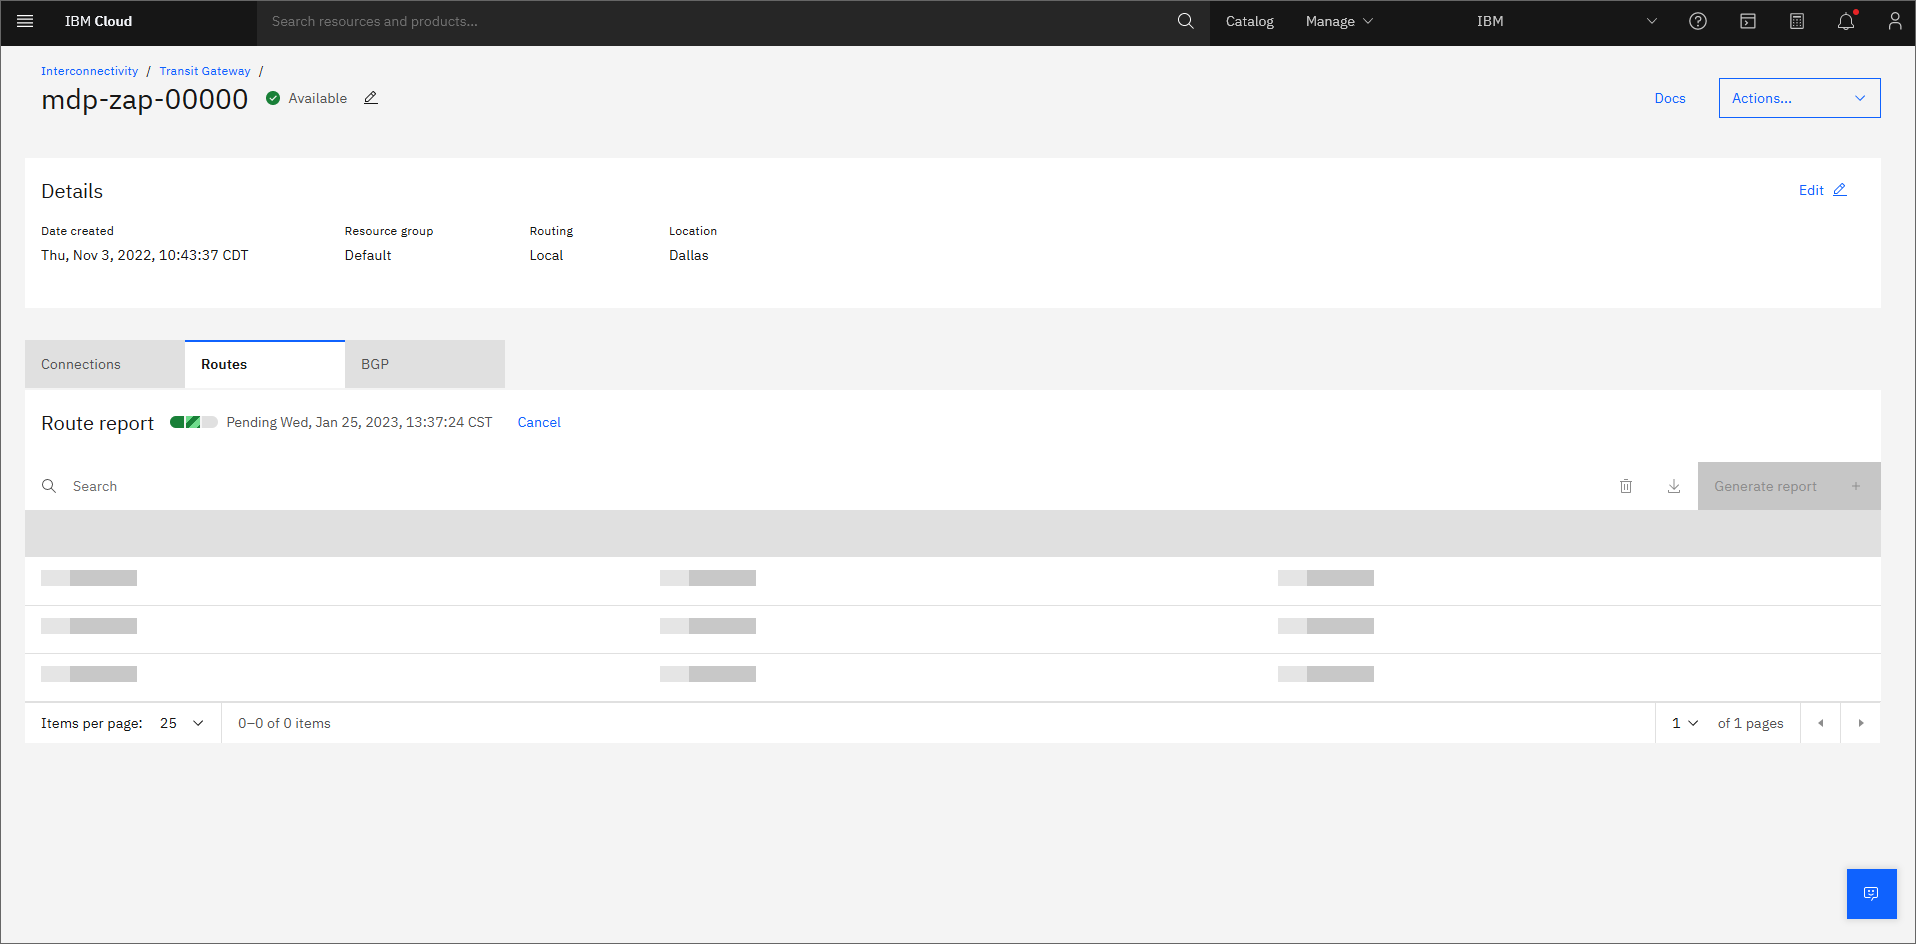 IBM Cloud
Search resources and products...
Catalog
Manage
IBM
Interconnectivity / Transit Gateway /
mdp-zap-00000
Available
Docs
Actions...
Details
Edit
Date created
Resource group
Routing
Location
Thu, Nov 3, 2022, 10:43:37 CDT
Default
Local
Dallas
Connections
Routes
BGP
Route report
Pending Wed, Jan 25, 2023, 13:37:24 CST
Cancel
Search
Generate report +
Items per page: 25
0–0 of 0 items
1
of 1 pages